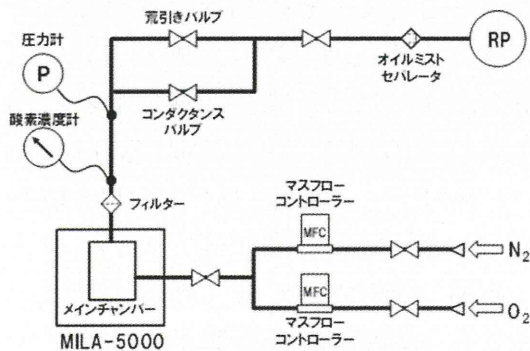 荒引きバルブ
圧力計
P
RP
オイルミスト
セパレータ
コンダクタンス
バルブ
酸素濃度計
フィルター
マスフロー
コントローラー
MFC
N₂
メインチャンバー
MFC
O₂
マスフロー
コントローラー
MILA-5000